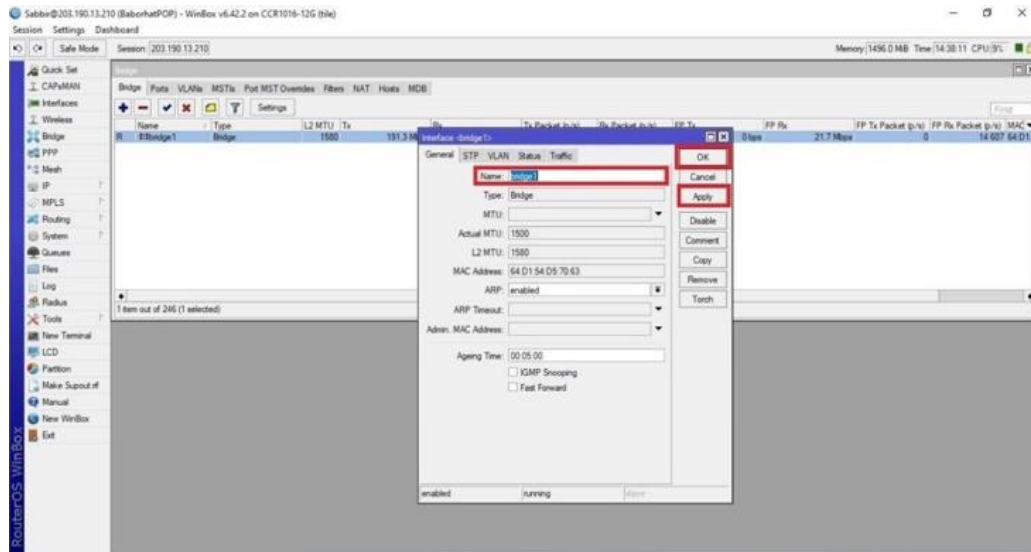 Sabbir@203.190.13.210 (BaborhatPOP) - WinBox v6.42.2 on CCR1016-12G (tile)
Session Settings Dashboard
Safe Mode Session: 203.190.13.210 Memory: 1496.0 MiB Time: 14:38:11 CPU: 9%
Quick Set
CAPsMAN
Interfaces
Wireless
Bridge
PPP
Mesh
IP
MPLS
Routing
System
Queues
Files
Log
Radius
Tools
New Terminal
LCD
Partition
Make Supout.rif
Manual
New WinBox
Exit
RouterOS WinBox
Bridge
Bridge Ports VLANs MSTIs Port MST Overrides Filters NAT Hosts MDB
Settings
Find
Name Type L2 MTU Tx Rx Tx Packet (p/s) Rx Packet (p/s) FP Tx FP Rx FP Tx Packet (p/s) FP Rx Packet (p/s) MAC
R bridge1 Bridge 1580 0 bps 21.7 Mbps 0 14 607
1 item out of 246 (1 selected)
Interface <bridge1>
General STP VLAN Status Traffic
Name: bridge1
Type: Bridge
MTU:
Actual MTU: 1500
L2 MTU: 1580
MAC Address: 64:D1:54:D5:70:63
ARP: enabled
ARP Timeout:
Admin. MAC Address:
Ageing Time: 00:05:00
IGMP Snooping
Fast Forward
OK
Cancel
Apply
Disable
Comment
Copy
Remove
Torch
enabled running slave